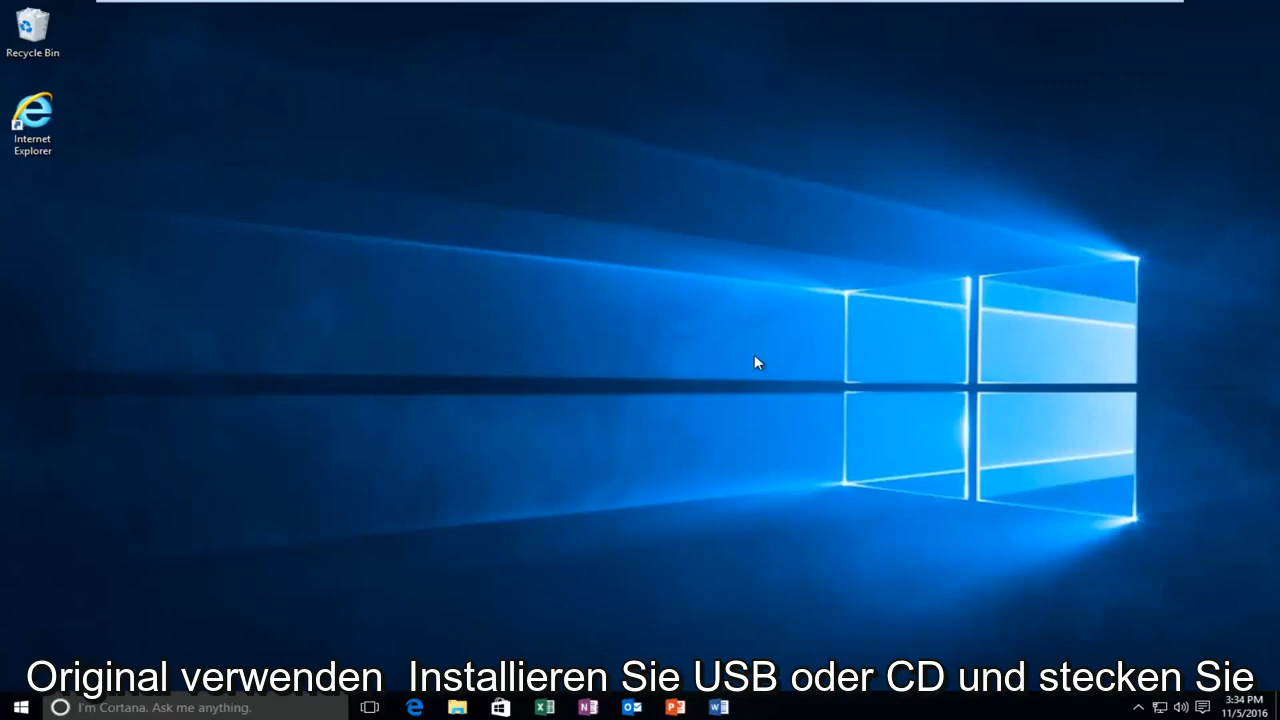 Recycle Bin
Internet
Explorer
Original verwenden  Installieren Sie USB oder CD und stecken Sie
I'm Cortana. Ask me anything.
3:34 PM
11/5/2016